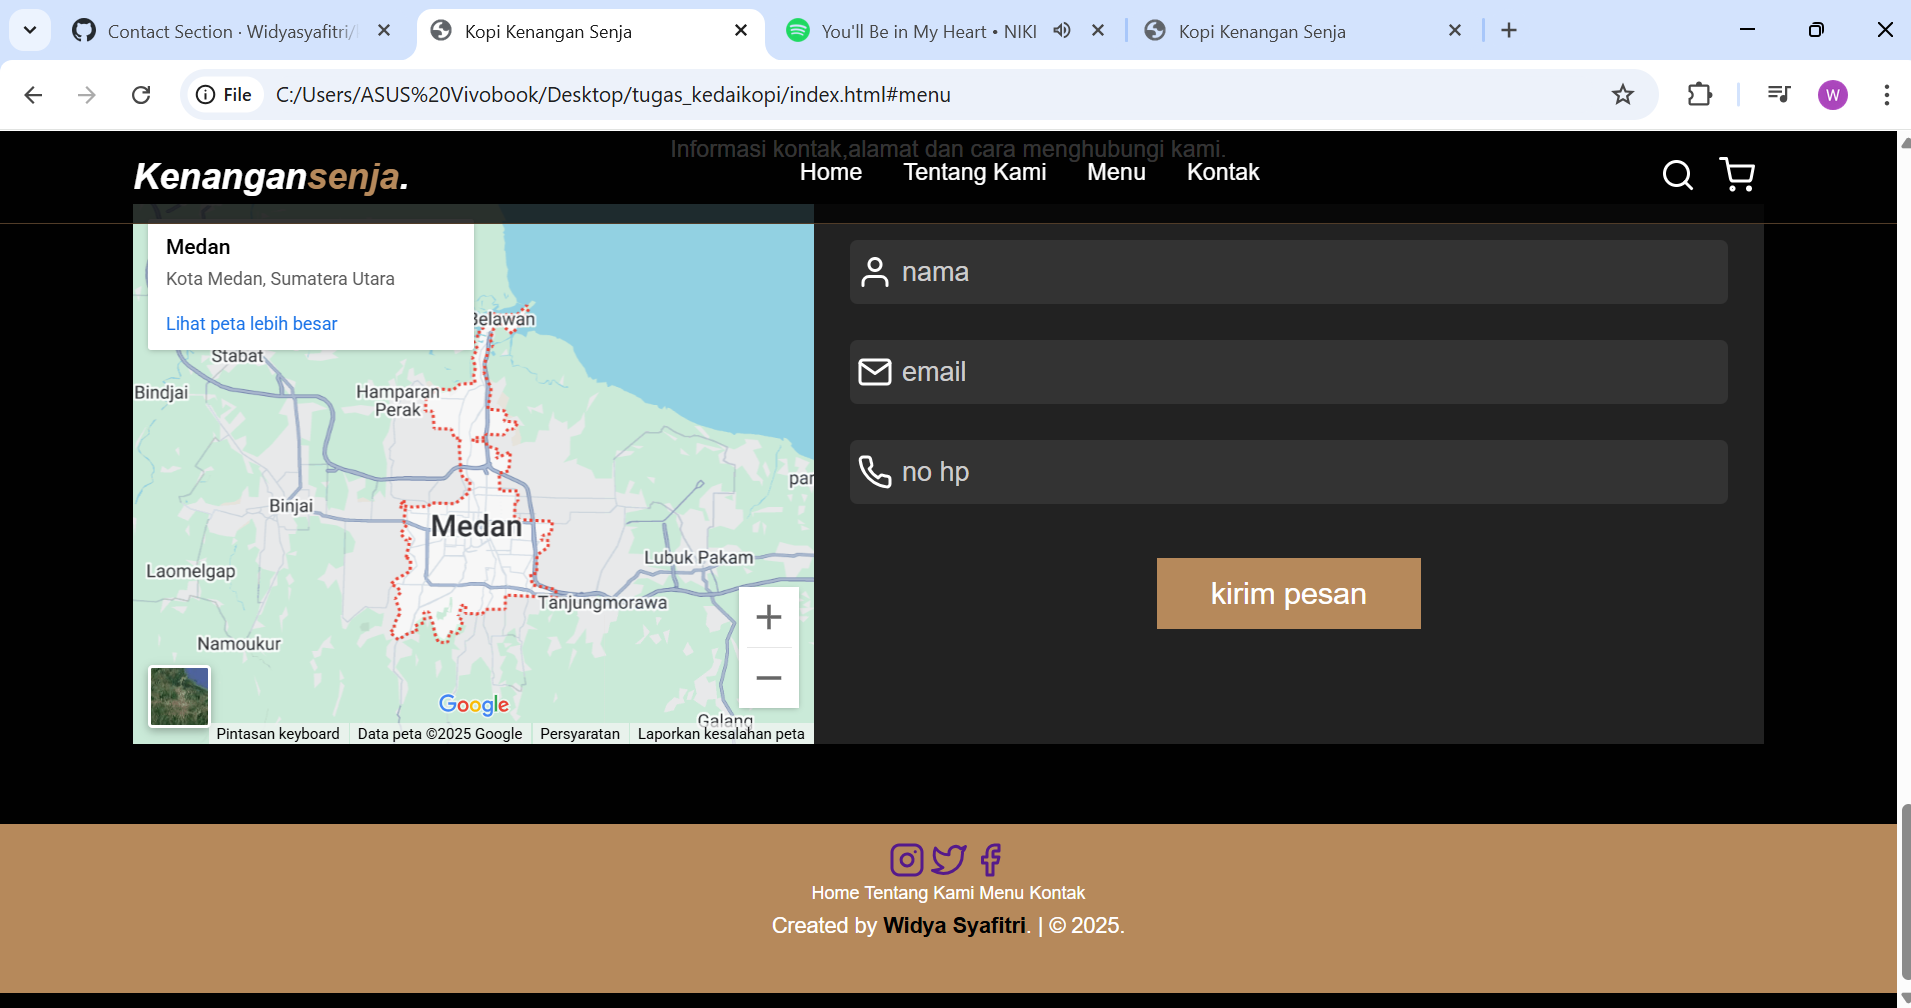 Contact Section · Widyasyafitri/
Kopi Kenangan Senja
You'll Be in My Heart • NIKI
Kopi Kenangan Senja
File
C:/Users/ASUS%20Vivobook/Desktop/tugas_kedaikopi/index.html#menu
W
Informasi kontak,alamat dan cara menghubungi kami.
Kenangansenja.
Home
Tentang Kami
Menu
Kontak
Medan
Kota Medan, Sumatera Utara
Lihat peta lebih besar
Belawan
Stabat
Bindjai
Hamparan
Perak
par
Binjai
Medan
Lubuk Pakam
Laomelgap
Tanjungmorawa
Namoukur
Google
Galang
Pintasan keyboard
Data peta ©2025 Google
Persyaratan
Laporkan kesalahan peta
nama
email
no hp
kirim pesan
Home Tentang Kami Menu Kontak
Created by Widya Syafitri. | © 2025.